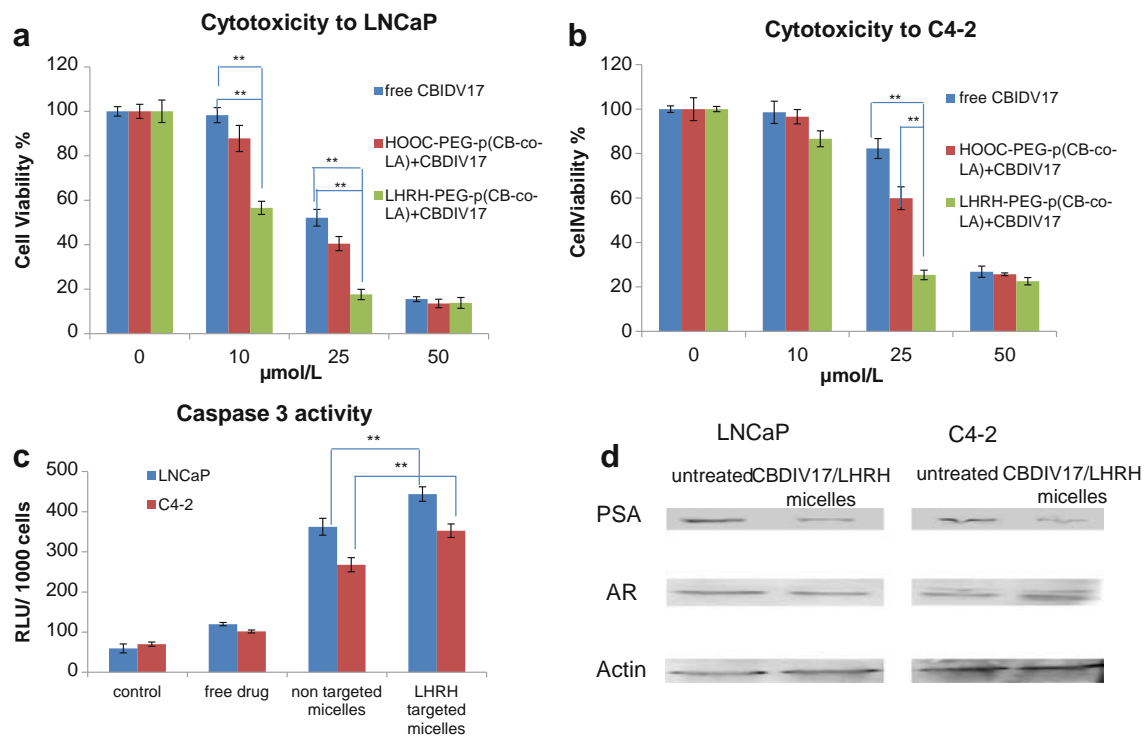 a
Cytotoxicity to LNCaP
Cell Viability %
120
100
80
60
40
20
0
**
**
**
**
free CBIDV17
HOOC-PEG-p(CB-co-
LA)+CBDIV17
LHRH-PEG-p(CB-co-
LA)+CBDIV17
0
10
25
50
µmol/L
b
Cytotoxicity to C4-2
CellViability %
120
100
80
60
40
20
0
**
**
free CBIDV17
HOOC-PEG-p(CB-co-
LA)+CBDIV17
LHRH-PEG-p(CB-co-
LA)+CBDIV17
0
10
25
50
µmol/L
Caspase 3 activity
c
LNCaP
C4-2
RLU/ 1000 cells
500
400
300
200
100
0
**
**
control
free drug
non targeted
micelles
LHRH
targeted
micelles
d
LNCaP
C4-2
untreated
CBDIV17/LHRH
micelles
untreated
CBDIV17/LHRH
micelles
PSA
AR
Actin